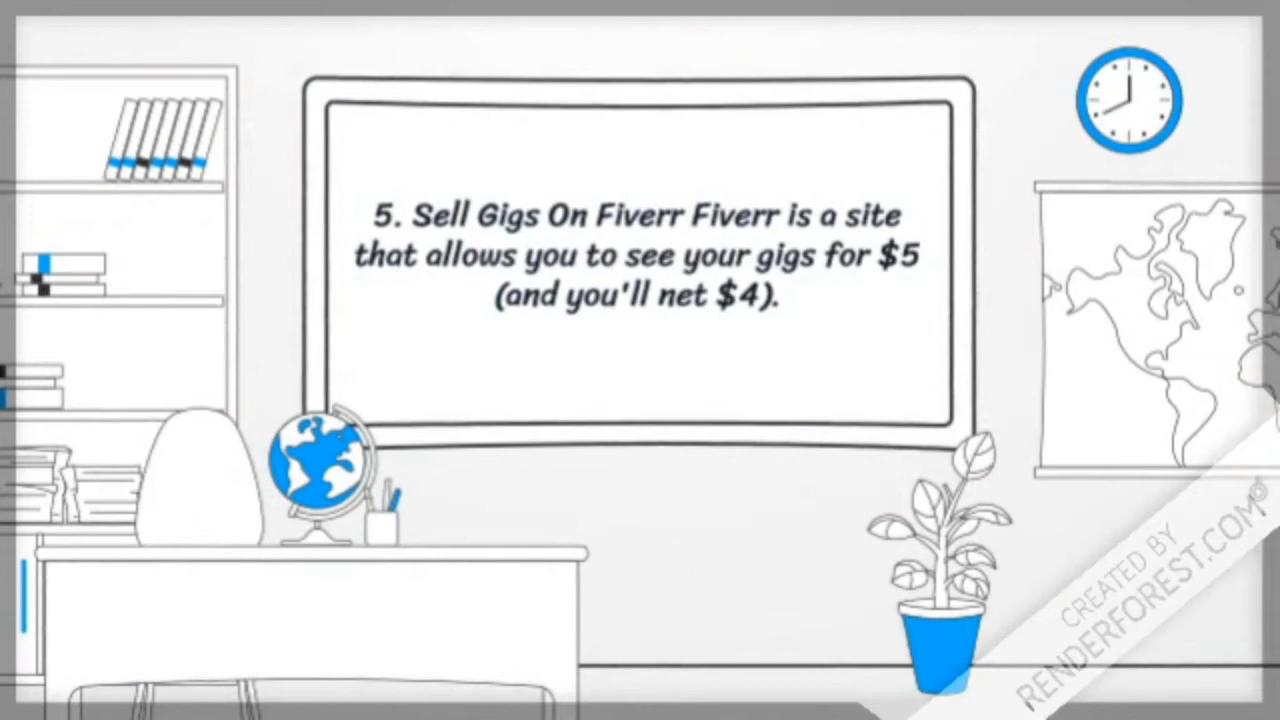 5. Sell Gigs On Fiverr Fiverr is a site
that allows you to see your gigs for $5
(and you'll net $4).
CREATED BY
RENDERFOREST.COM®